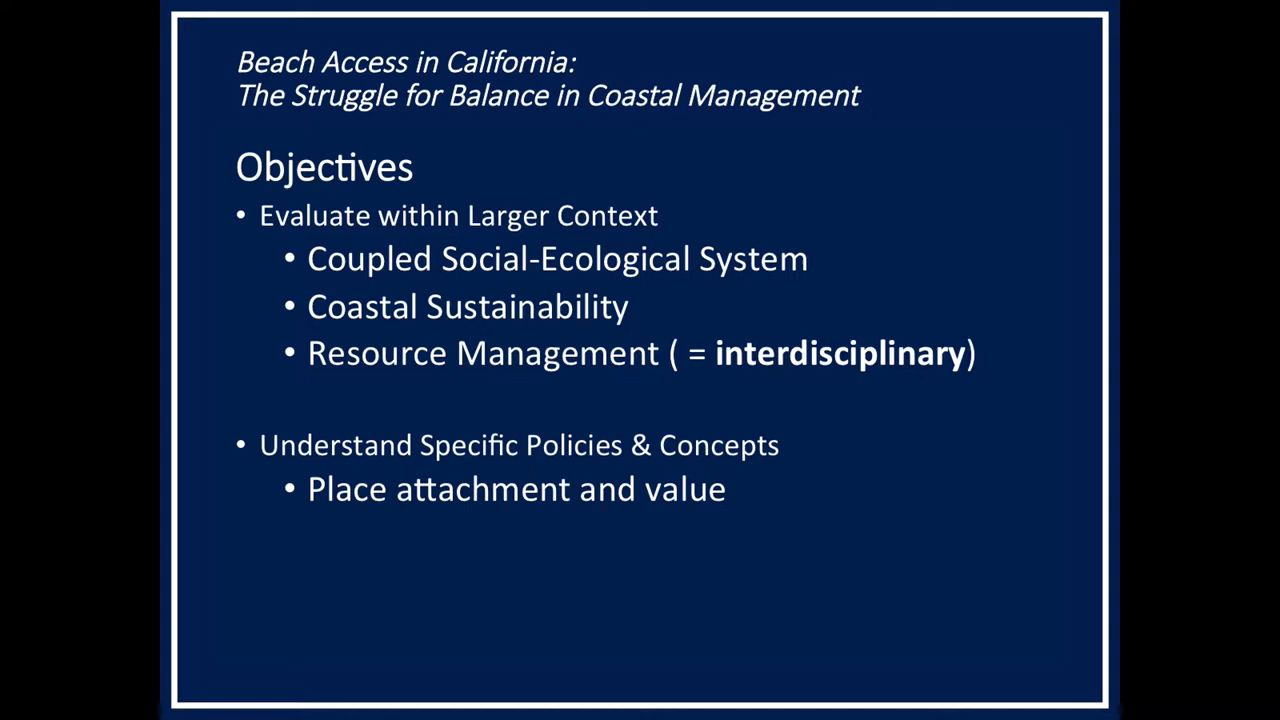 Beach Access in California:
The Struggle for Balance in Coastal Management
Objectives
• Evaluate within Larger Context
• Coupled Social-Ecological System
• Coastal Sustainability
• Resource Management ( = interdisciplinary)
• Understand Specific Policies & Concepts
• Place attachment and value